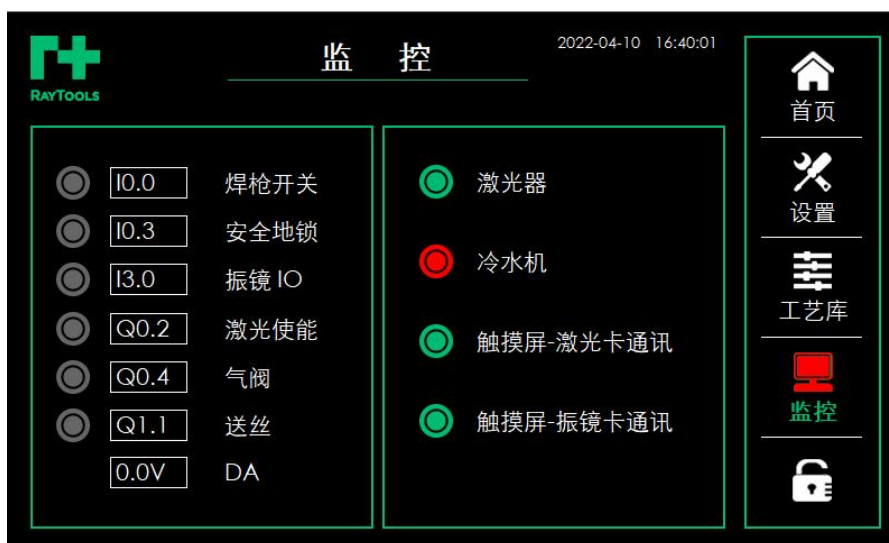 监 控
2022-04-10 16:40:01
RAYTOOLS
I0.0 焊枪开关
I0.3 安全地锁
I3.0 振镜 IO
Q0.2 激光使能
Q0.4 气阀
Q1.1 送丝
0.0V DA
激光器
冷水机
触摸屏-激光卡通讯
触摸屏-振镜卡通讯
首页
设置
工艺库
监控